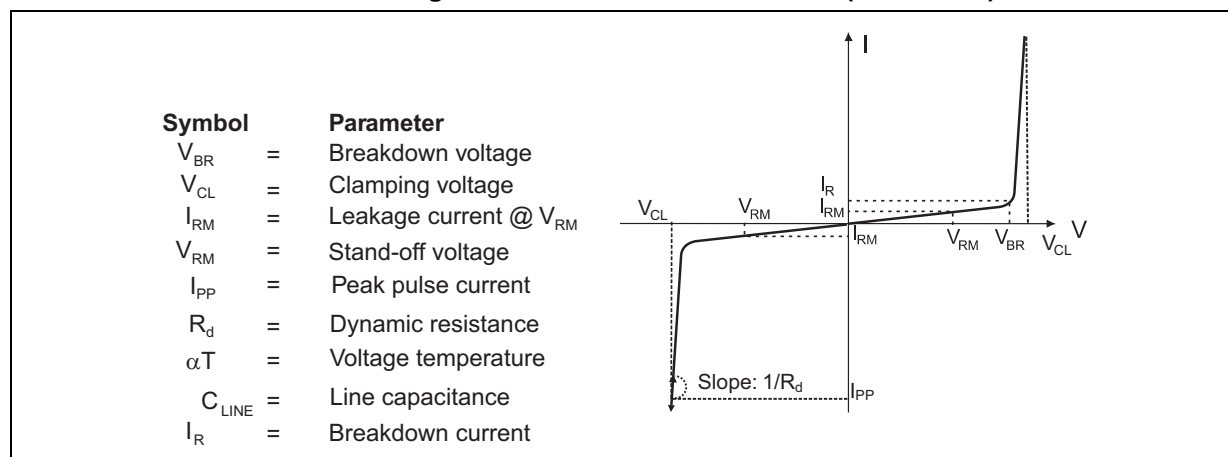 Symbol Parameter
V_BR = Breakdown voltage
V_CL = Clamping voltage
I_RM = Leakage current @ V_RM
V_RM = Stand-off voltage
I_PP = Peak pulse current
R_d = Dynamic resistance
αT = Voltage temperature
C_LINE = Line capacitance
I_R = Breakdown current
I
I_R
V_CL V_RM I_RM
I_RM V_RM V_BR V_CL V
Slope: 1/R_d I_PP